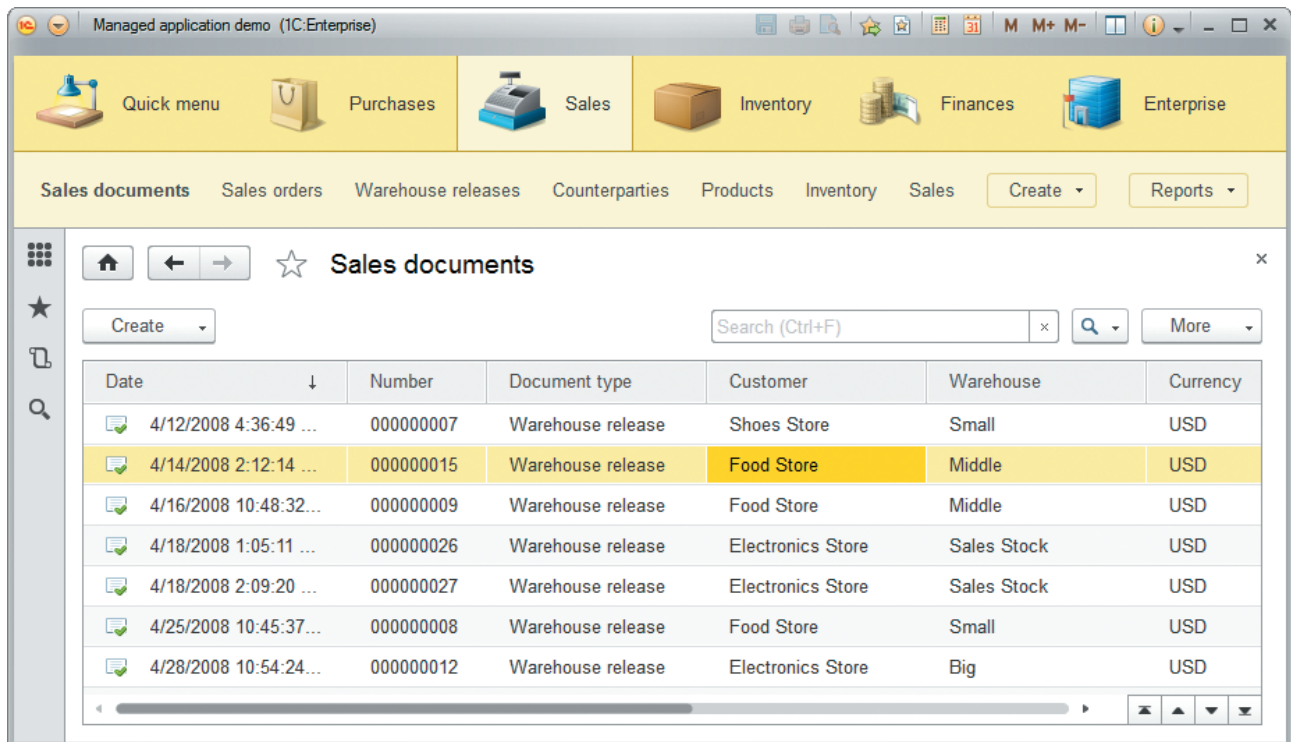 1C Managed application demo (1C:Enterprise) 31 M M+ M-
Quick menu Purchases Sales Inventory Finances Enterprise
Sales documents Sales orders Warehouse releases Counterparties Products Inventory Sales Create Reports
Sales documents
Create Search (Ctrl+F) More
Date Number Document type Customer Warehouse Currency
4/12/2008 4:36:49 ... 000000007 Warehouse release Shoes Store Small USD
4/14/2008 2:12:14 ... 000000015 Warehouse release Food Store Middle USD
4/16/2008 10:48:32... 000000009 Warehouse release Food Store Middle USD
4/18/2008 1:05:11 ... 000000026 Warehouse release Electronics Store Sales Stock USD
4/18/2008 2:09:20 ... 000000027 Warehouse release Electronics Store Sales Stock USD
4/25/2008 10:45:37... 000000008 Warehouse release Food Store Small USD
4/28/2008 10:54:24... 000000012 Warehouse release Electronics Store Big USD